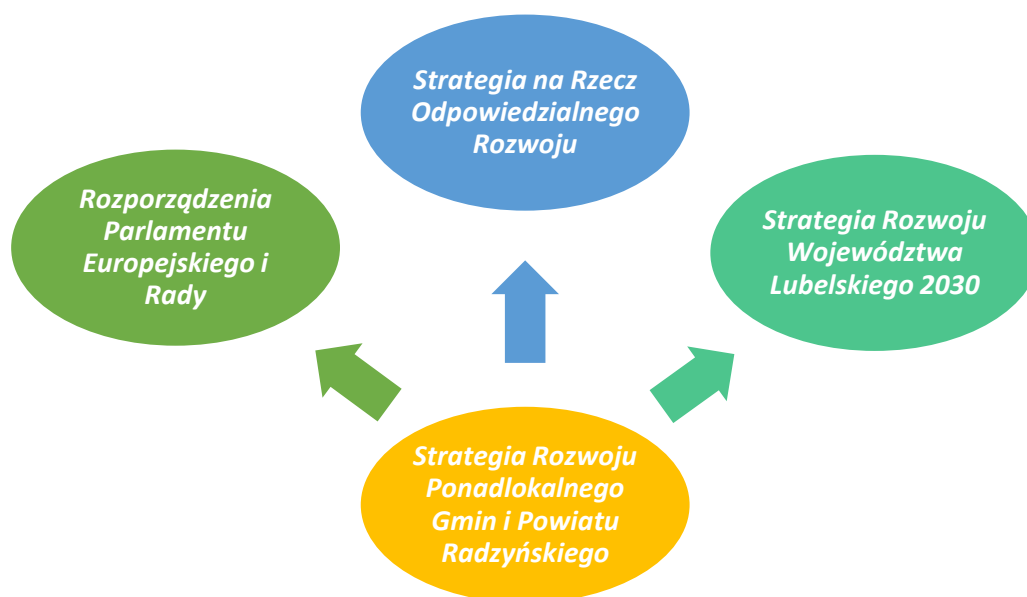 Strategia na Rzecz
Odpowiedzialnego
Rozwoju
Rozporządzenia
Parlamentu
Europejskiego i
Rady
Strategia Rozwoju
Województwa
Lubelskiego 2030
Strategia Rozwoju
Ponadlokalnego
Gmin i Powiatu
Radzyńskiego